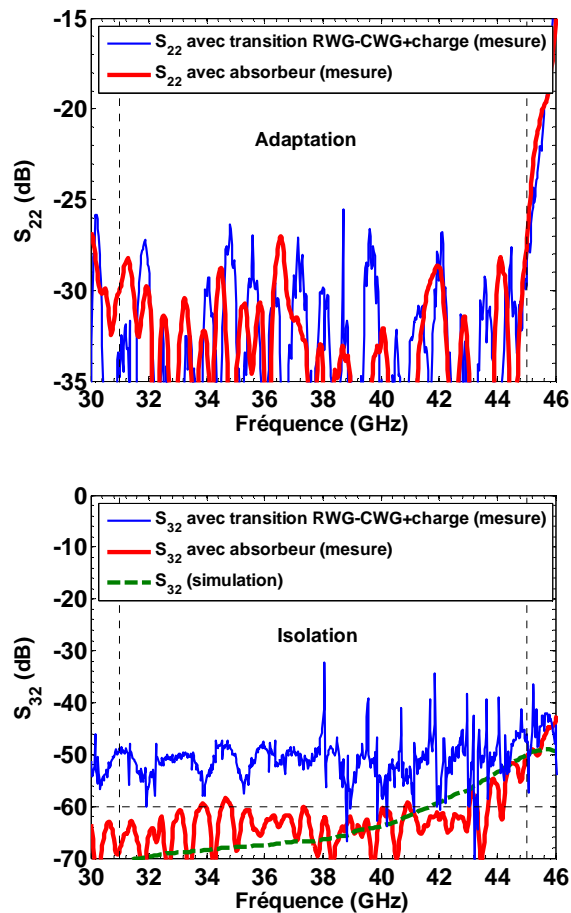 -15
-20
-25
-30
-35
S22 (dB)
S22 avec transition RWG-CWG+charge (mesure)
S22 avec absorbeur (mesure)
Adaptation
30 32 34 36 38 40 42 44 46
Fréquence (GHz)
0
-10
-20
-30
-40
-50
-60
-70
S32 (dB)
S32 avec transition RWG-CWG+charge (mesure)
S32 avec absorbeur (mesure)
S32 (simulation)
Isolation
30 32 34 36 38 40 42 44 46
Fréquence (GHz)